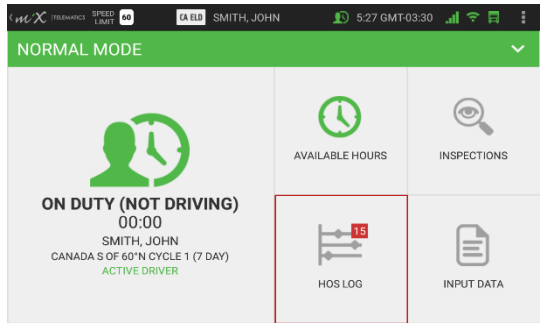 mix TELEMATICS SPEED LIMIT 60 CA ELD SMITH, JOHN 5:27 GMT-03:30
NORMAL MODE
AVAILABLE HOURS
INSPECTIONS
ON DUTY (NOT DRIVING)
00:00
SMITH, JOHN
CANADA S OF 60°N CYCLE 1 (7 DAY)
ACTIVE DRIVER
15
HOS LOG
INPUT DATA